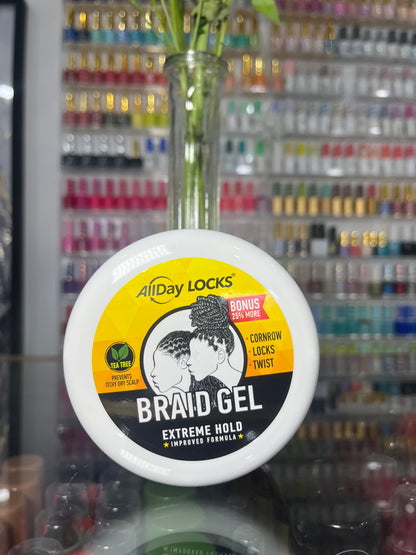 AllDay LOCKS®
BONUS
25% MORE
- CORNROW
- LOCKS
- TWIST
TEA TREE
PREVENTS
ITCHY DRY SCALP
BRAID GEL
EXTREME HOLD
★ IMPROVED FORMULA ★